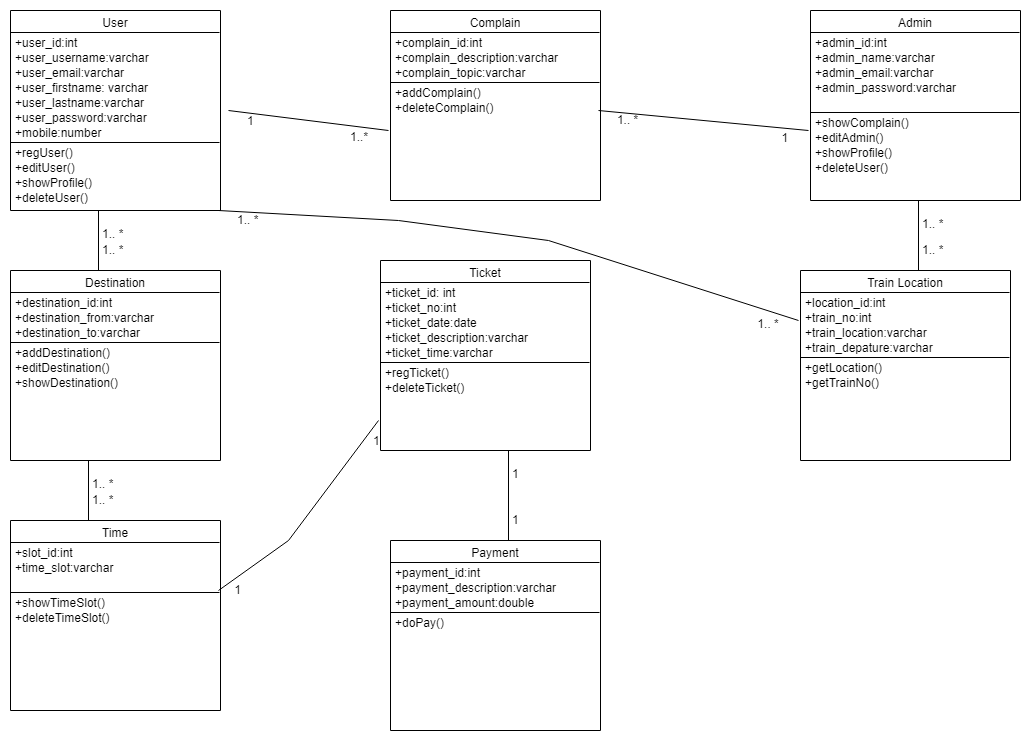 User
+user_id:int
+user_username:varchar
+user_email:varchar
+user_firstname: varchar
+user_lastname:varchar
+user_password:varchar
+mobile:number
+regUser()
+editUser()
+showProfile()
+deleteUser()
Complain
+complain_id:int
+complain_description:varchar
+complain_topic:varchar
+addComplain()
+deleteComplain()
Admin
+admin_id:int
+admin_name:varchar
+admin_email:varchar
+admin_password:varchar
+showComplain()
+editAdmin()
+showProfile()
+deleteUser()
1
1..*
1.. *
1
1.. *
1.. *
1.. *
1.. *
1.. *
1.. *
Destination
+destination_id:int
+destination_from:varchar
+destination_to:varchar
+addDestination()
+editDestination()
+showDestination()
Ticket
+ticket_id: int
+ticket_no:int
+ticket_date:date
+ticket_description:varchar
+ticket_time:varchar
+regTicket()
+deleteTicket()
Train Location
+location_id:int
+train_no:int
+train_location:varchar
+train_depature:varchar
+getLocation()
+getTrainNo()
1.. *
1.. *
1
1
1
1
Time
+slot_id:int
+time_slot:varchar
+showTimeSlot()
+deleteTimeSlot()
Payment
+payment_id:int
+payment_description:varchar
+payment_amount:double
+doPay()